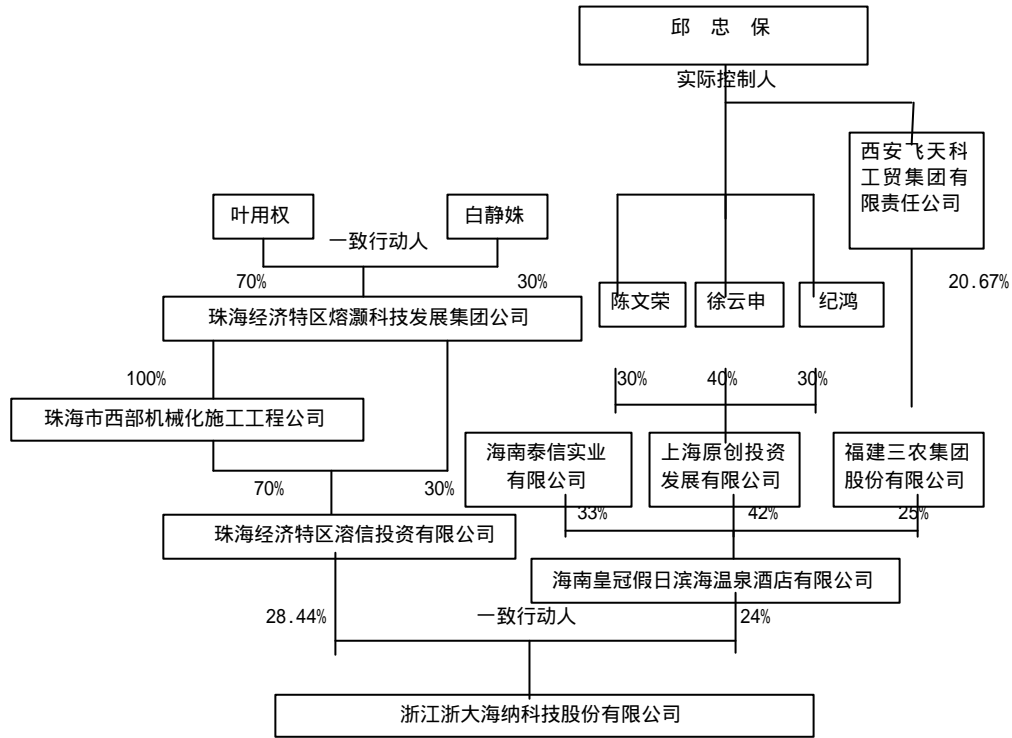 邱 忠 保
实际控制人
西安飞天科
工贸集团有
限责任公司
叶用权
白静姝
一致行动人
70%
30%
20.67%
陈文荣
徐云申
纪鸿
珠海经济特区熔灏科技发展集团公司
100%
30%
40%
30%
珠海市西部机械化施工工程公司
海南泰信实业
有限公司
上海原创投资
发展有限公司
福建三农集团
股份有限公司
70%
30%
33%
42%
25%
珠海经济特区溶信投资有限公司
海南皇冠假日滨海温泉酒店有限公司
28.44%
一致行动人
24%
浙江浙大海纳科技股份有限公司